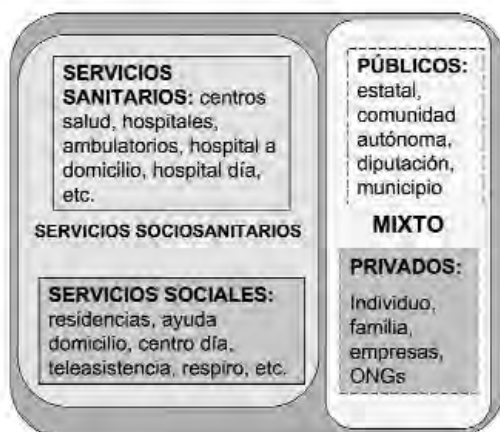 SERVICIOS
SANITARIOS: centros
salud, hospitales,
ambulatorios, hospital a
domicilio, hospital día,
etc.
SERVICIOS SOCIOSANITARIOS
SERVICIOS SOCIALES:
residencias, ayuda
domicilio, centro día,
teleasistencia, respiro, etc.
PÚBLICOS:
estatal,
comunidad
autónoma,
diputación,
municipio
MIXTO
PRIVADOS:
Individuo,
familia,
empresas,
ONGs